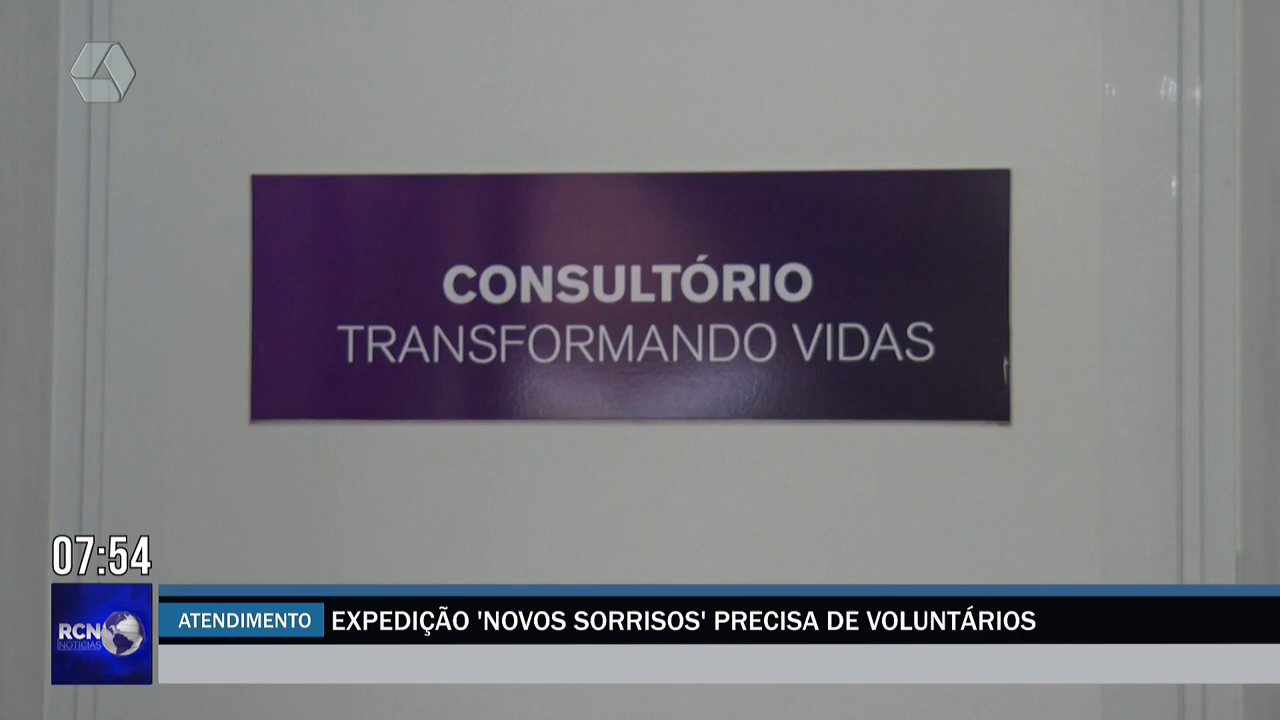 CONSULTÓRIO
TRANSFORMANDO VIDAS
07:54
RCN
NOTÍCIAS
ATENDIMENTO
EXPEDIÇÃO 'NOVOS SORRISOS' PRECISA DE VOLUNTÁRIOS